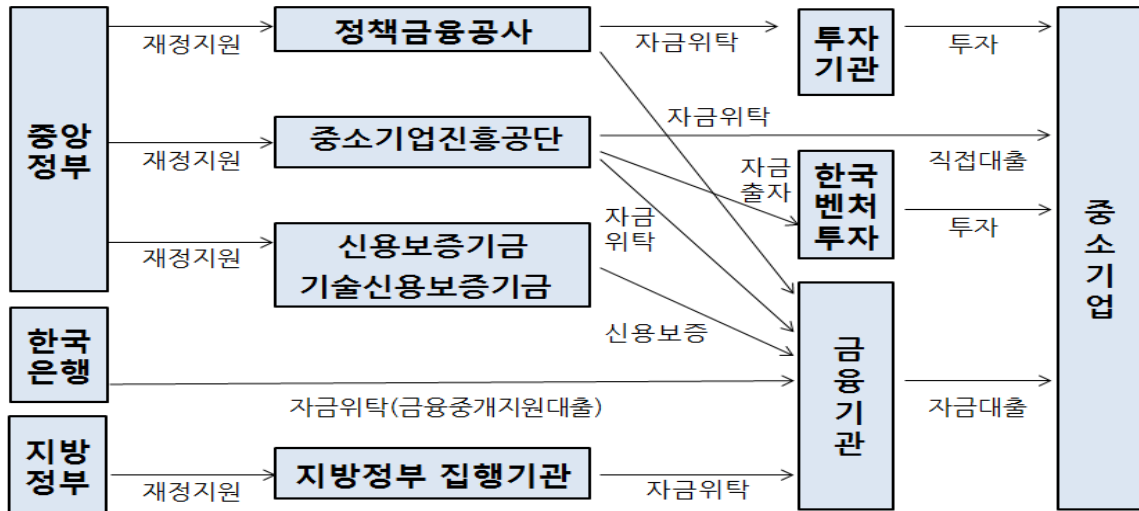 정책금융공사
재정지원
자금위탁
투자
기관
투자
중앙
정부
자금위탁
중소기업진흥공단
재정지원
직접대출
자금
출자
한국
벤처
투자
투자
자금
위탁
신용보증기금
기술신용보증기금
재정지원
중소기업
신용보증
한국
은행
금융기관
자금위탁(금융중개지원대출)
자금대출
지방
정부
지방정부 집행기관
재정지원
자금위탁